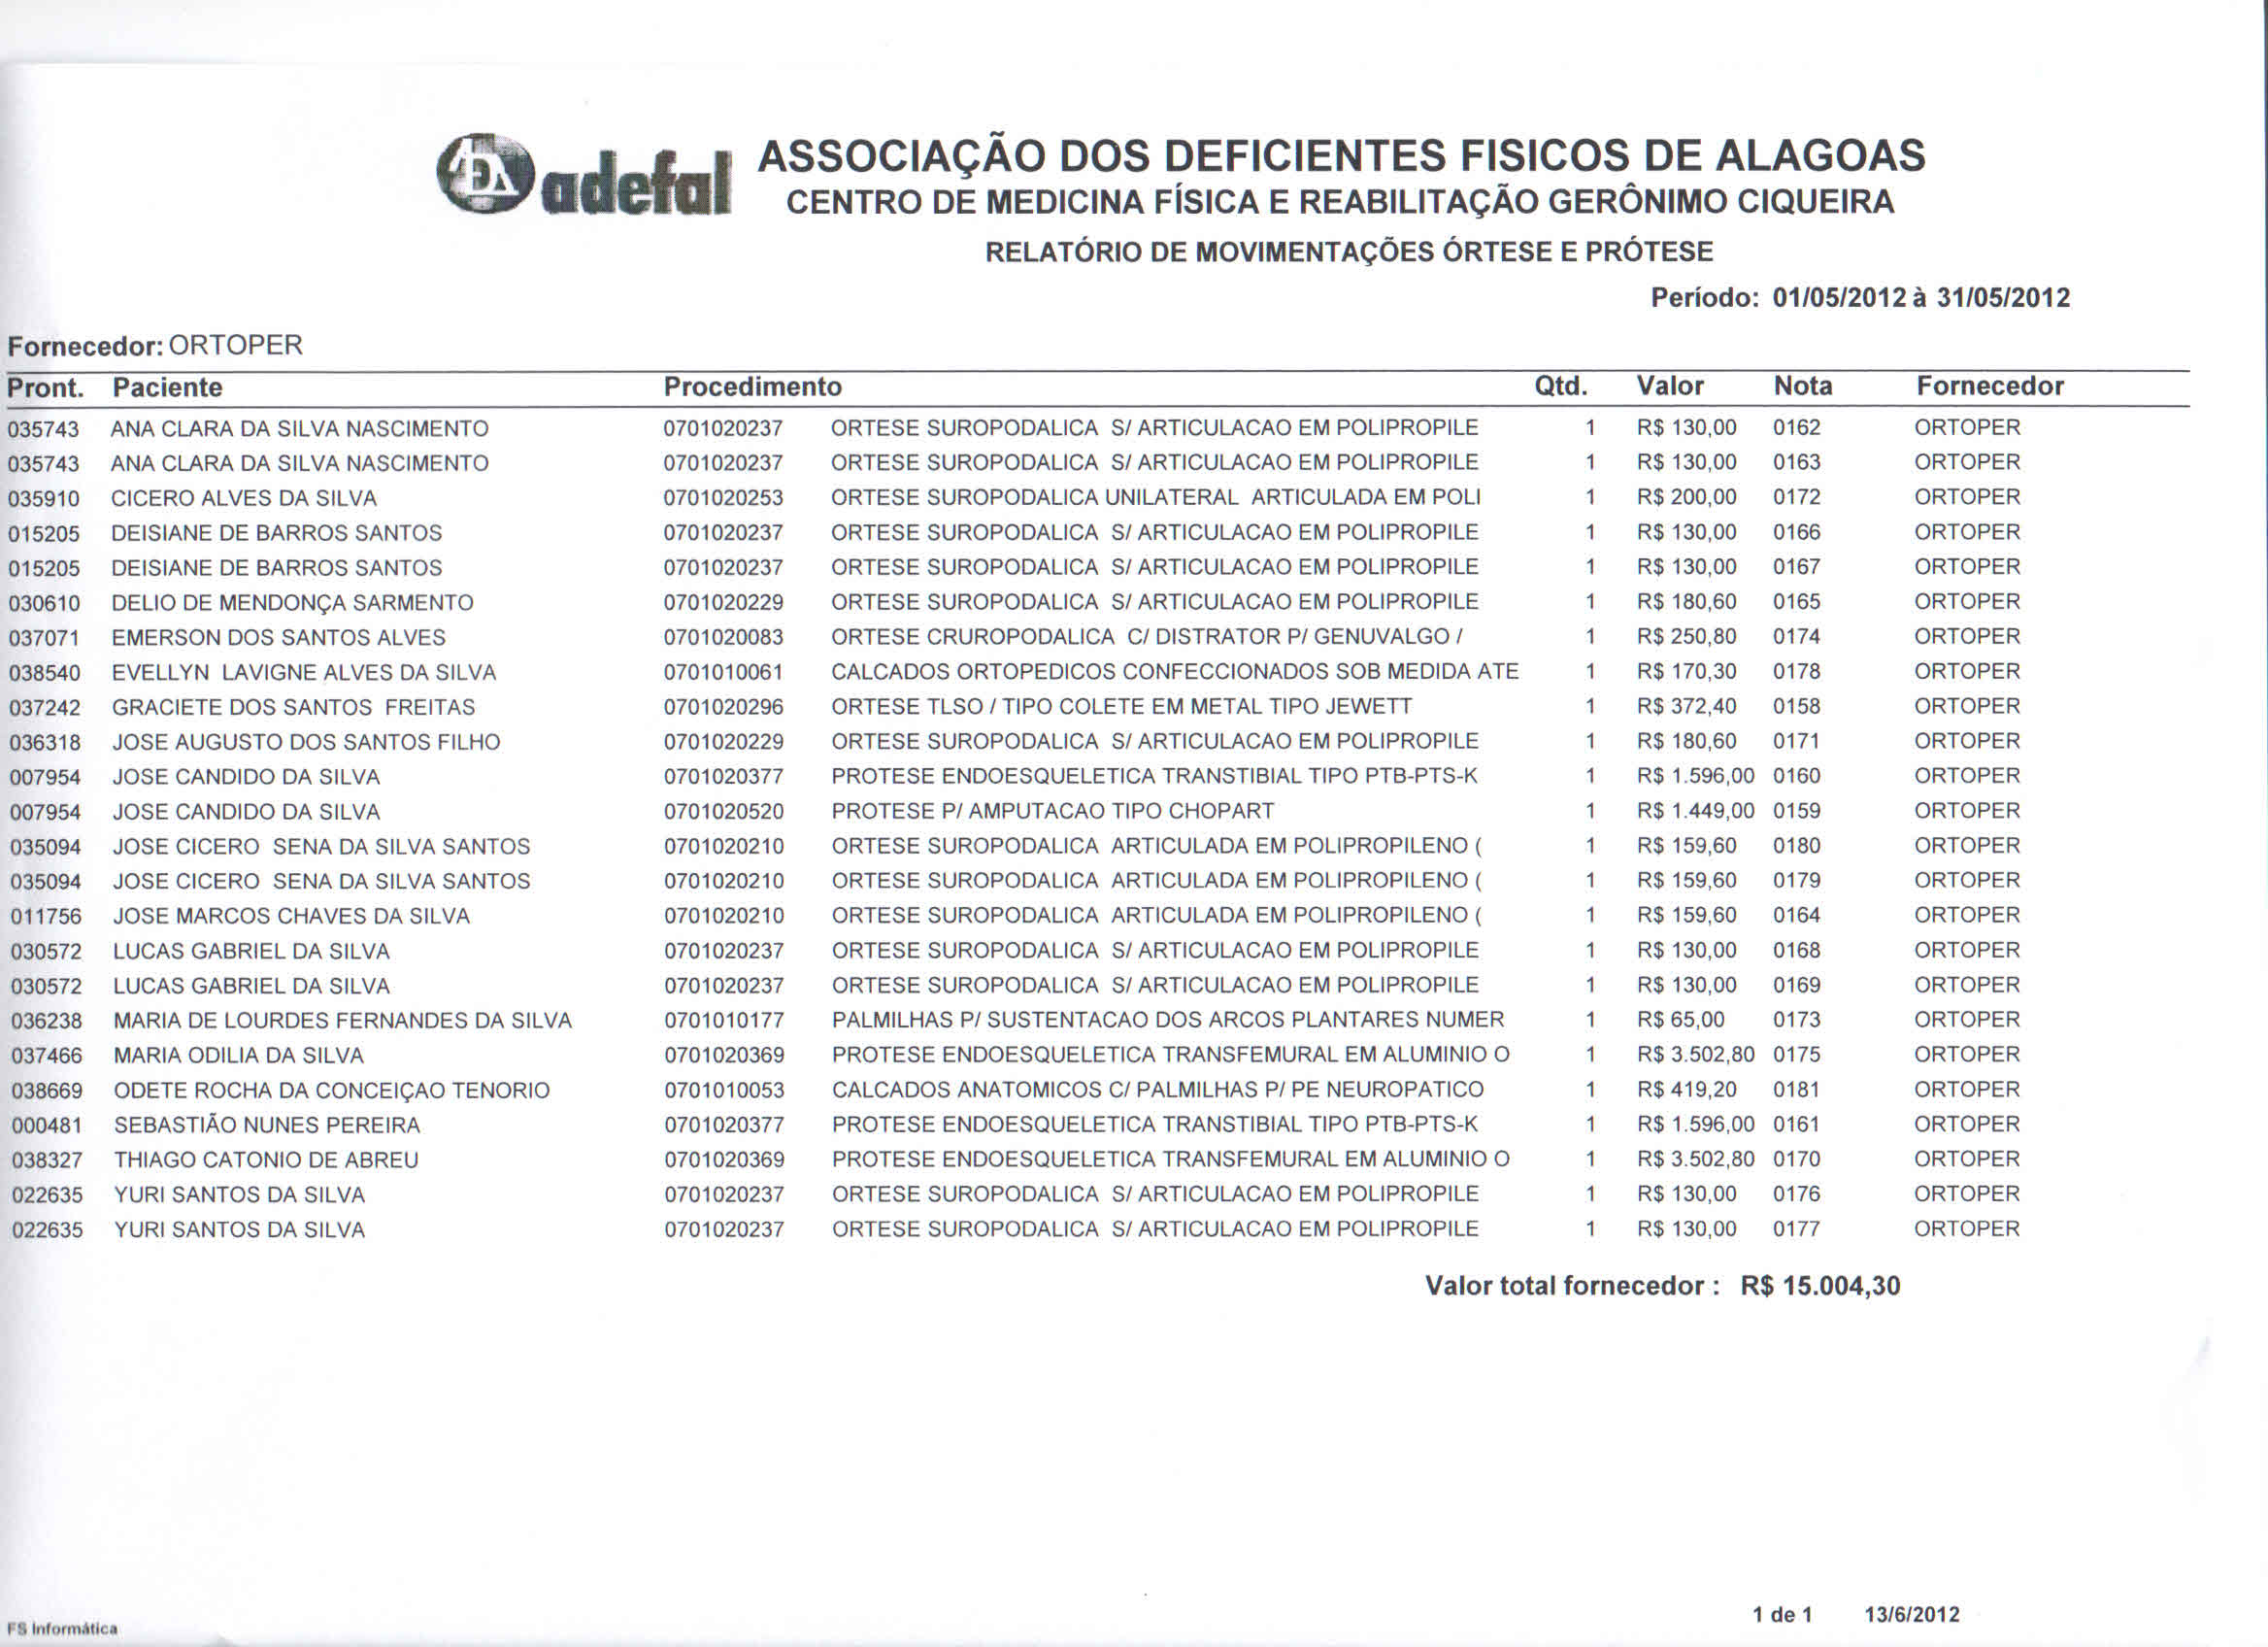 adefal
ASSOCIAÇÃO DOS DEFICIENTES FISICOS DE ALAGOAS
CENTRO DE MEDICINA FÍSICA E REABILITAÇÃO GERÔNIMO CIQUEIRA
RELATÓRIO DE MOVIMENTAÇÕES ÓRTESE E PRÓTESE
Período: 01/05/2012 à 31/05/2012
Fornecedor: ORTOPER
Pront. Paciente Procedimento Qtd. Valor Nota Fornecedor
035743 ANA CLARA DA SILVA NASCIMENTO 0701020237 ORTESE SUROPODALICA S/ ARTICULACAO EM POLIPROPILE 1 R$ 130,00 0162 ORTOPER
035743 ANA CLARA DA SILVA NASCIMENTO 0701020237 ORTESE SUROPODALICA S/ ARTICULACAO EM POLIPROPILE 1 R$ 130,00 0163 ORTOPER
035910 CICERO ALVES DA SILVA 0701020253 ORTESE SUROPODALICA UNILATERAL ARTICULADA EM POLI 1 R$ 200,00 0172 ORTOPER
015205 DEISIANE DE BARROS SANTOS 0701020237 ORTESE SUROPODALICA S/ ARTICULACAO EM POLIPROPILE 1 R$ 130,00 0166 ORTOPER
015205 DEISIANE DE BARROS SANTOS 0701020237 ORTESE SUROPODALICA S/ ARTICULACAO EM POLIPROPILE 1 R$ 130,00 0167 ORTOPER
030610 DELIO DE MENDONÇA SARMENTO 0701020229 ORTESE SUROPODALICA S/ ARTICULACAO EM POLIPROPILE 1 R$ 180,60 0165 ORTOPER
037071 EMERSON DOS SANTOS ALVES 0701020083 ORTESE CRUROPODALICA C/ DISTRATOR P/ GENUVALGO / 1 R$ 250,80 0174 ORTOPER
038540 EVELLYN LAVIGNE ALVES DA SILVA 0701010061 CALCADOS ORTOPEDICOS CONFECCIONADOS SOB MEDIDA ATE 1 R$ 170,30 0178 ORTOPER
037242 GRACIETE DOS SANTOS FREITAS 0701020296 ORTESE TLSO / TIPO COLETE EM METAL TIPO JEWETT 1 R$ 372,40 0158 ORTOPER
036318 JOSE AUGUSTO DOS SANTOS FILHO 0701020229 ORTESE SUROPODALICA S/ ARTICULACAO EM POLIPROPILE 1 R$ 180,60 0171 ORTOPER
007954 JOSE CANDIDO DA SILVA 0701020377 PROTESE ENDOESQUELETICA TRANSTIBIAL TIPO PTB-PTS-K 1 R$ 1.596,00 0160 ORTOPER
007954 JOSE CANDIDO DA SILVA 0701020520 PROTESE P/ AMPUTACAO TIPO CHOPART 1 R$ 1.449,00 0159 ORTOPER
035094 JOSE CICERO SENA DA SILVA SANTOS 0701020210 ORTESE SUROPODALICA ARTICULADA EM POLIPROPILENO ( 1 R$ 159,60 0180 ORTOPER
035094 JOSE CICERO SENA DA SILVA SANTOS 0701020210 ORTESE SUROPODALICA ARTICULADA EM POLIPROPILENO ( 1 R$ 159,60 0179 ORTOPER
011756 JOSE MARCOS CHAVES DA SILVA 0701020210 ORTESE SUROPODALICA ARTICULADA EM POLIPROPILENO ( 1 R$ 159,60 0164 ORTOPER
030572 LUCAS GABRIEL DA SILVA 0701020237 ORTESE SUROPODALICA S/ ARTICULACAO EM POLIPROPILE 1 R$ 130,00 0168 ORTOPER
030572 LUCAS GABRIEL DA SILVA 0701020237 ORTESE SUROPODALICA S/ ARTICULACAO EM POLIPROPILE 1 R$ 130,00 0169 ORTOPER
036238 MARIA DE LOURDES FERNANDES DA SILVA 0701010177 PALMILHAS P/ SUSTENTACAO DOS ARCOS PLANTARES NUMER 1 R$ 65,00 0173 ORTOPER
037466 MARIA ODILIA DA SILVA 0701020369 PROTESE ENDOESQUELETICA TRANSFEMURAL EM ALUMINIO O 1 R$ 3.502,80 0175 ORTOPER
038669 ODETE ROCHA DA CONCEIÇAO TENORIO 0701010053 CALCADOS ANATOMICOS C/ PALMILHAS P/ PE NEUROPATICO 1 R$ 419,20 0181 ORTOPER
000481 SEBASTIÃO NUNES PEREIRA 0701020377 PROTESE ENDOESQUELETICA TRANSTIBIAL TIPO PTB-PTS-K 1 R$ 1.596,00 0161 ORTOPER
038327 THIAGO CATONIO DE ABREU 0701020369 PROTESE ENDOESQUELETICA TRANSFEMURAL EM ALUMINIO O 1 R$ 3.502,80 0170 ORTOPER
022635 YURI SANTOS DA SILVA 0701020237 ORTESE SUROPODALICA S/ ARTICULACAO EM POLIPROPILE 1 R$ 130,00 0176 ORTOPER
022635 YURI SANTOS DA SILVA 0701020237 ORTESE SUROPODALICA S/ ARTICULACAO EM POLIPROPILE 1 R$ 130,00 0177 ORTOPER
Valor total fornecedor : R$ 15.004,30
1 de 1 13/6/2012
FS Informática